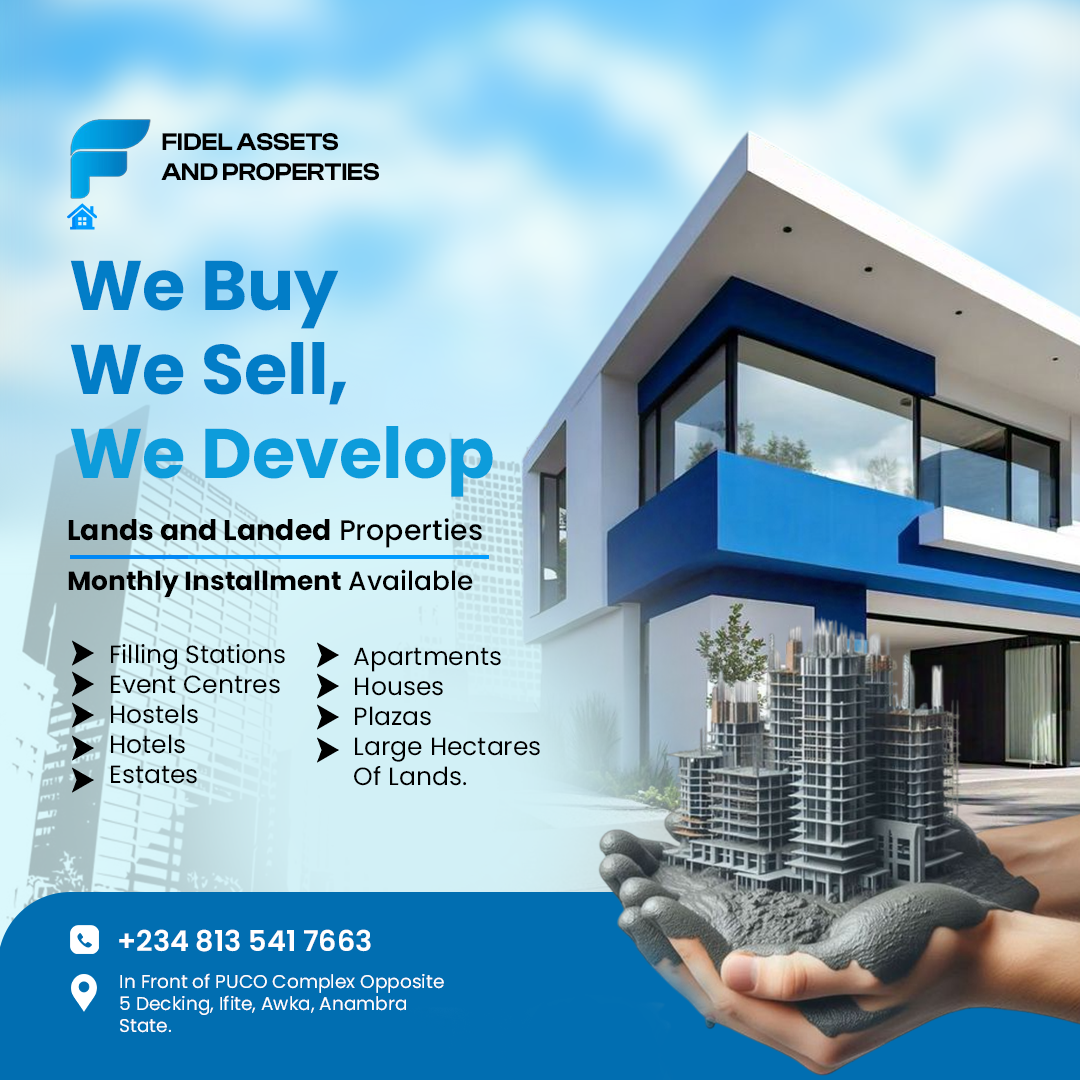 FIDEL ASSETS
AND PROPERTIES
We Buy
We Sell,
We Develop
Lands and Landed Properties
Monthly Installment Available
Filling Stations
Event Centres
Hostels
Hotels
Estates
Apartments
Houses
Plazas
Large Hectares
Of Lands.
+234 813 541 7663
In Front of PUCO Complex Opposite
5 Decking, Ifite, Awka, Anambra
State.